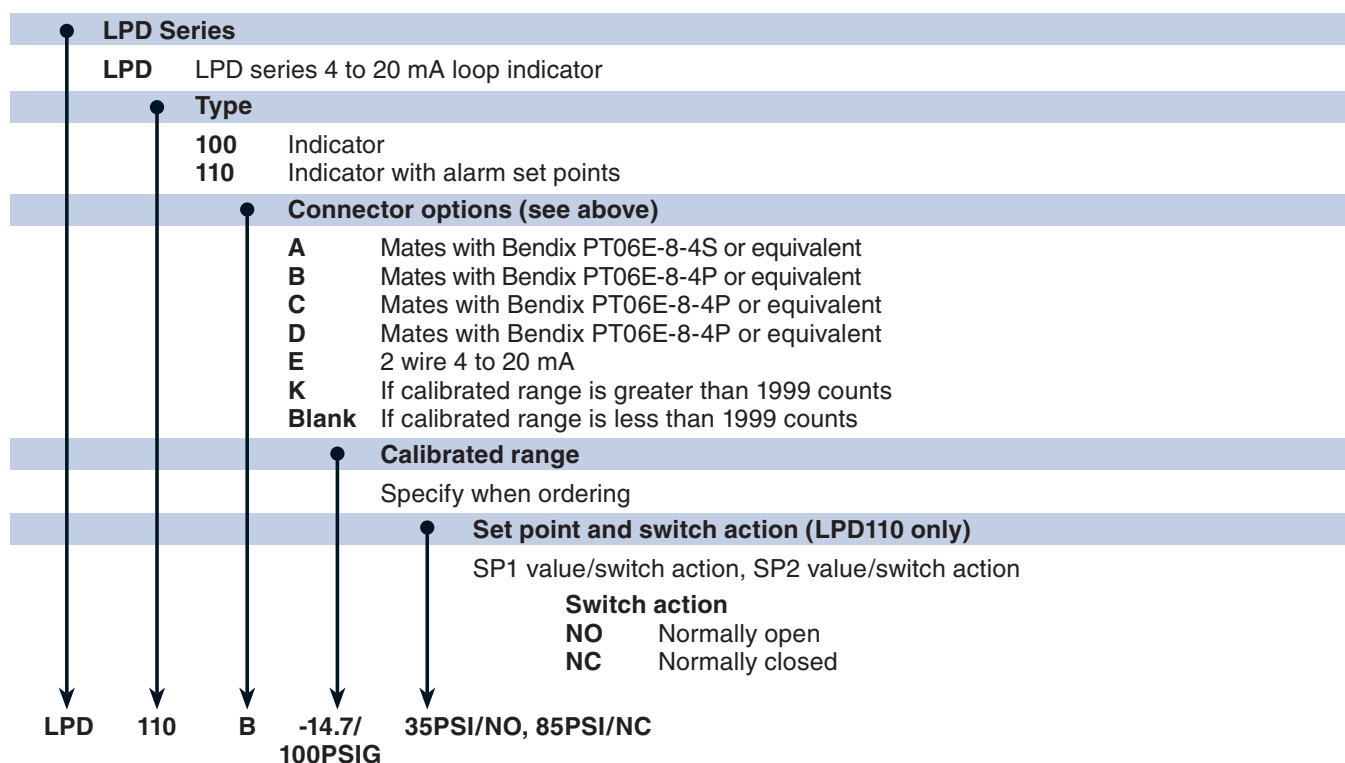 LPD Series
LPD LPD series 4 to 20 mA loop indicator
Type
100 Indicator
110 Indicator with alarm set points
Connector options (see above)
A Mates with Bendix PT06E-8-4S or equivalent
B Mates with Bendix PT06E-8-4P or equivalent
C Mates with Bendix PT06E-8-4P or equivalent
D Mates with Bendix PT06E-8-4P or equivalent
E 2 wire 4 to 20 mA
K If calibrated range is greater than 1999 counts
Blank If calibrated range is less than 1999 counts
Calibrated range
Specify when ordering
Set point and switch action (LPD110 only)
SP1 value/switch action, SP2 value/switch action
Switch action
NO Normally open
NC Normally closed
LPD 110 B -14.7/ 35PSI/NO, 85PSI/NC
100PSIG